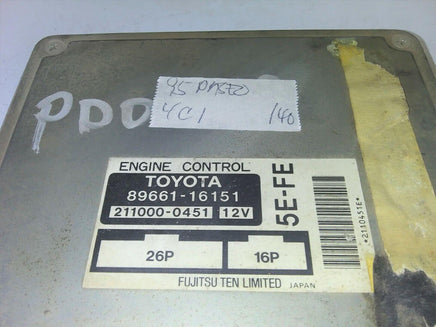 95 PASEO
4C1 140
PDD
ENGINE CONTROL
TOYOTA
89661-16151
211000-0451 12V
5E-FE
*2110451E*
26P 16P
FUJITSU TEN LIMITED JAPAN